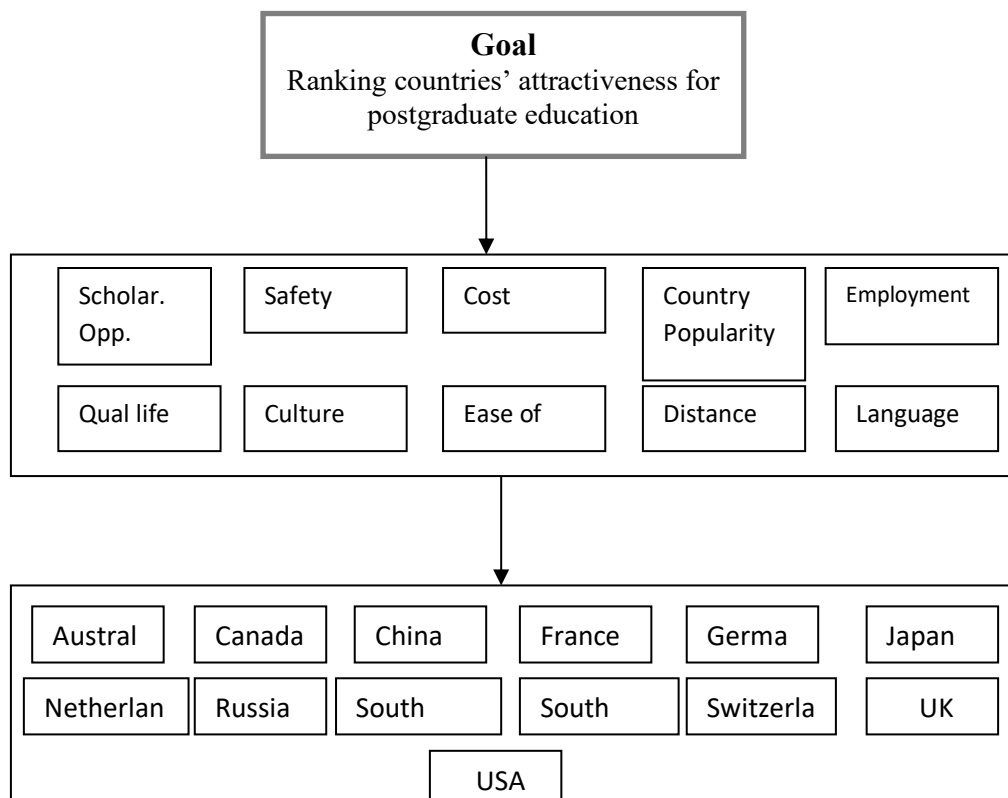 Goal
Ranking countries’ attractiveness for
postgraduate education
Scholar.
Opp.
Safety
Cost
Country
Popularity
Employment
Qual life
Culture
Ease of
Distance
Language
Austral
Canada
China
France
Germa
Japan
Netherlan
Russia
South
South
Switzerla
UK
USA